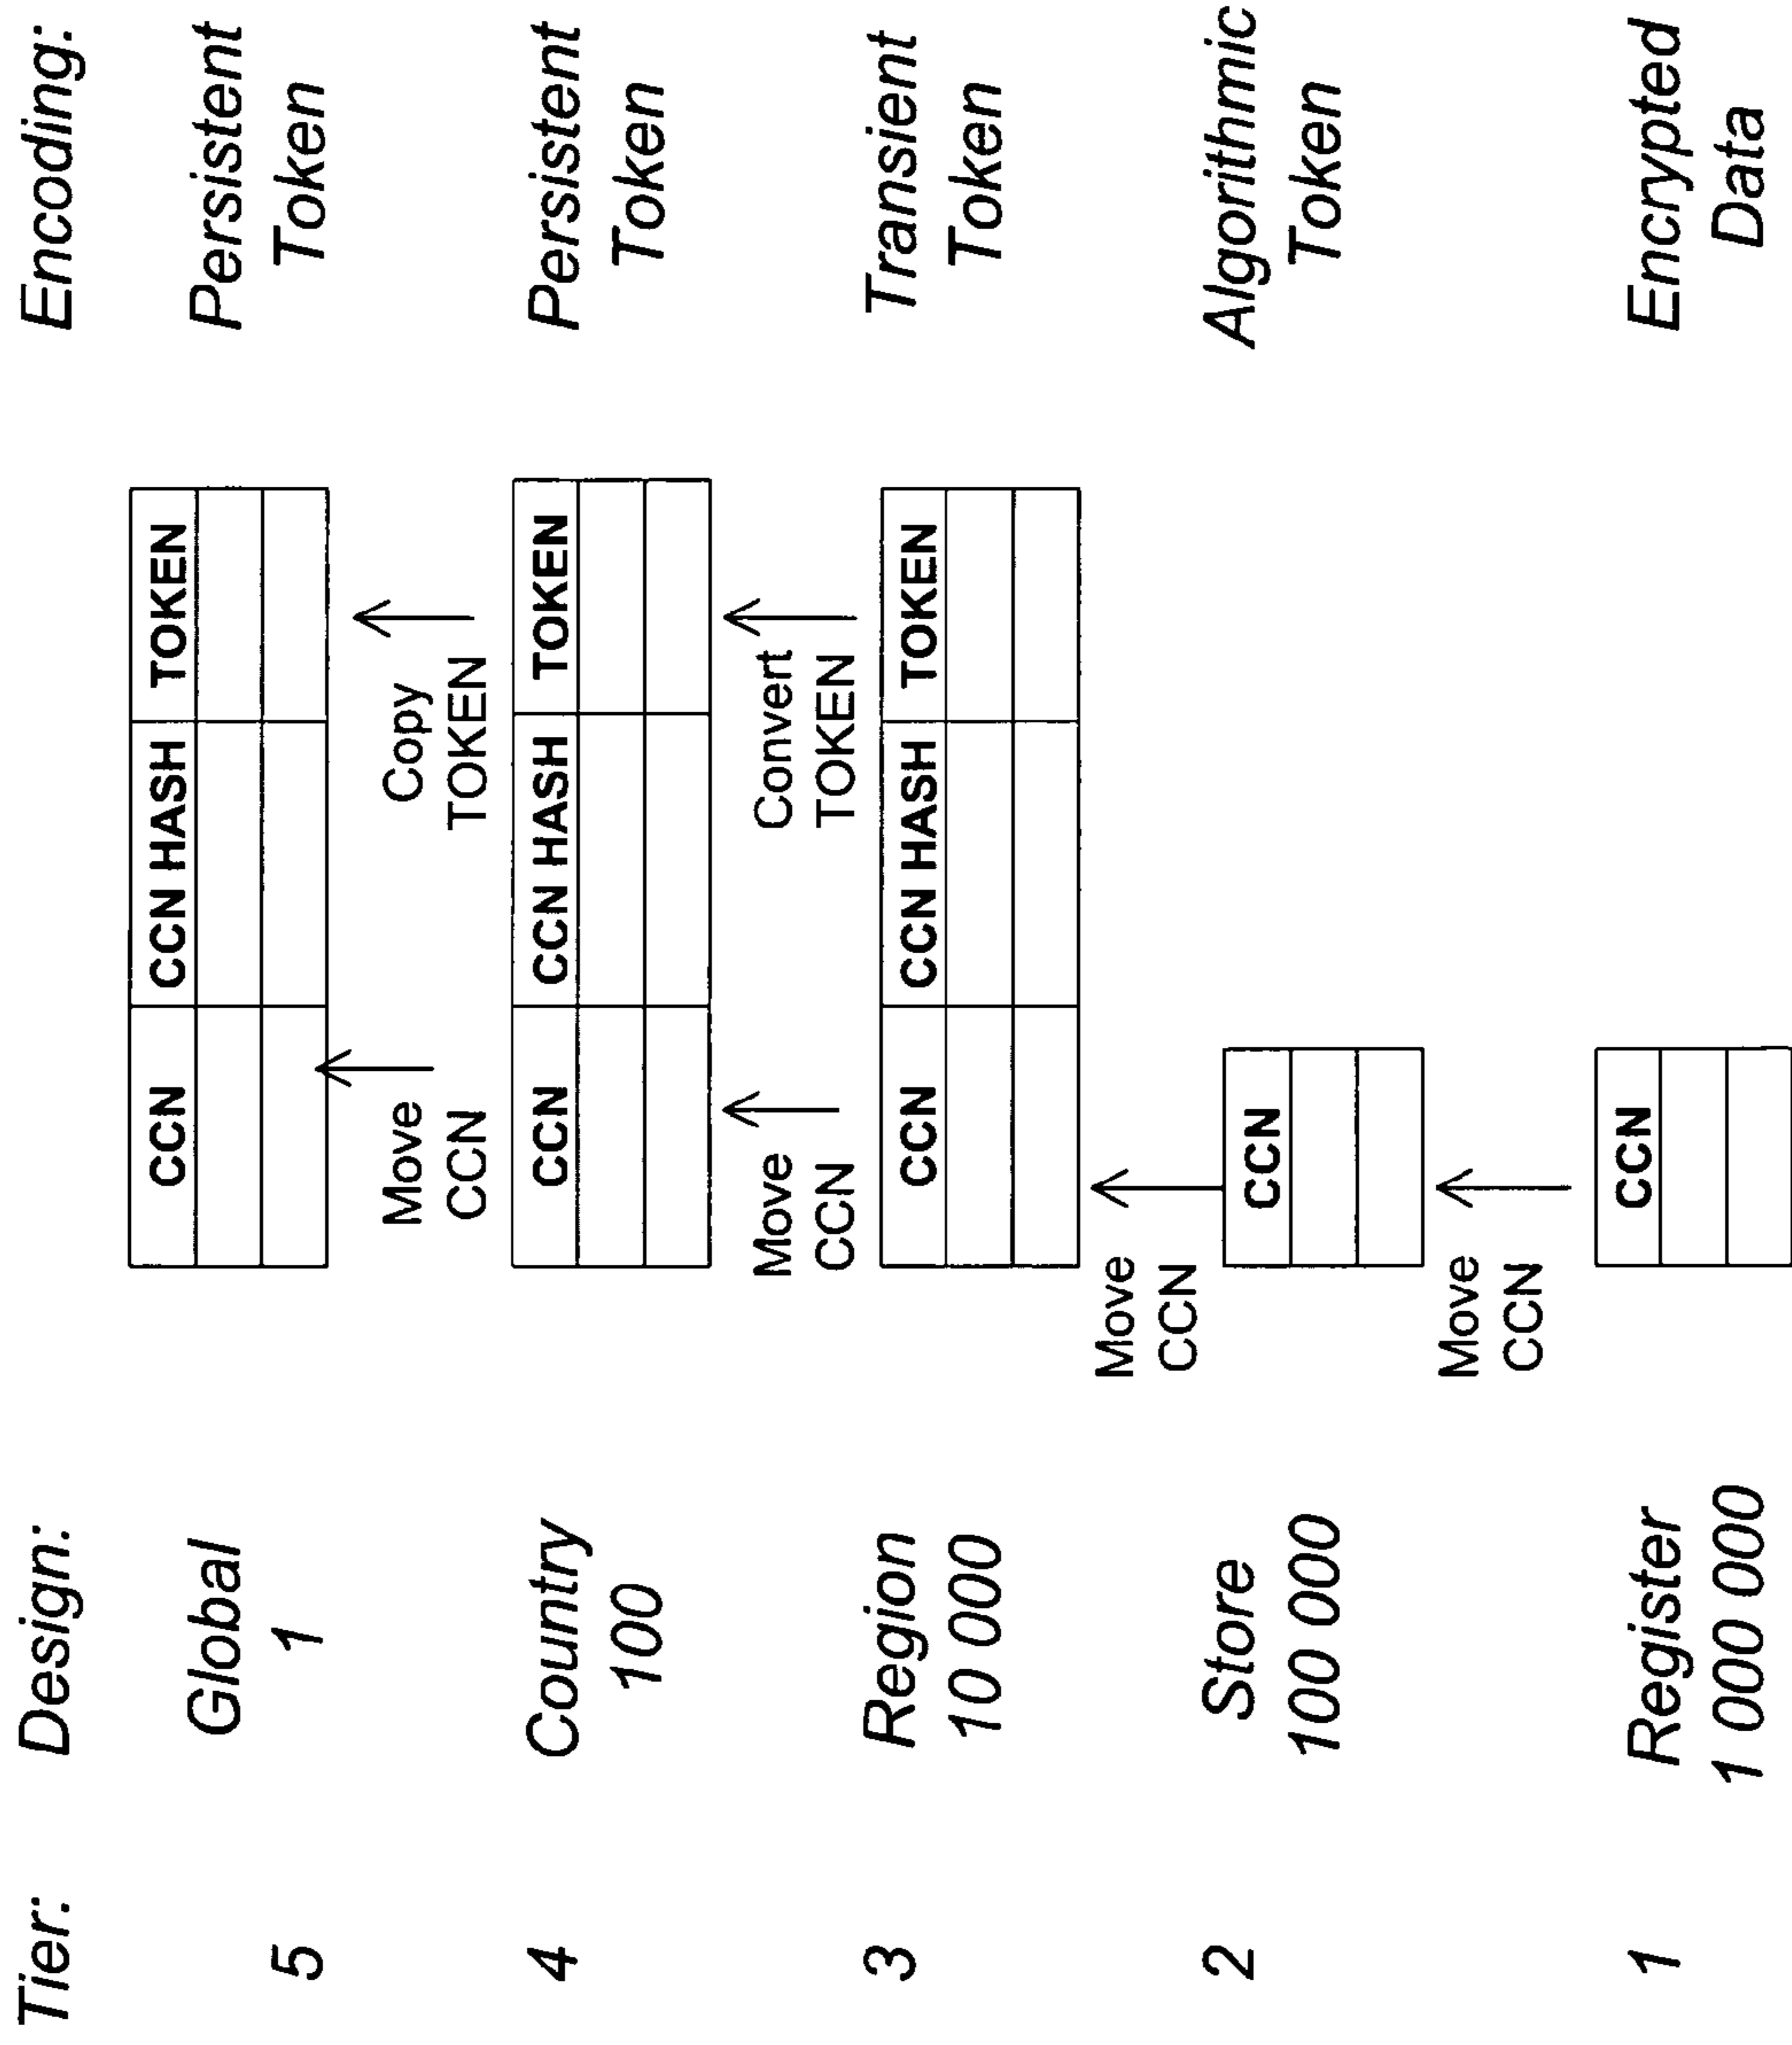 Tier: Design: Encoding:
5 Global 1 CCN CCN HASH TOKEN Persistent Token
Move CCN Copy TOKEN
4 Country 100 CCN CCN HASH TOKEN Persistent Token
Move CCN Convert TOKEN
3 Region 10 000 CCN CCN HASH TOKEN Transient Token
Move CCN
2 Store 100 000 CCN Algorithmic Token
Move CCN
1 Register 1 000 000 CCN Encrypted Data